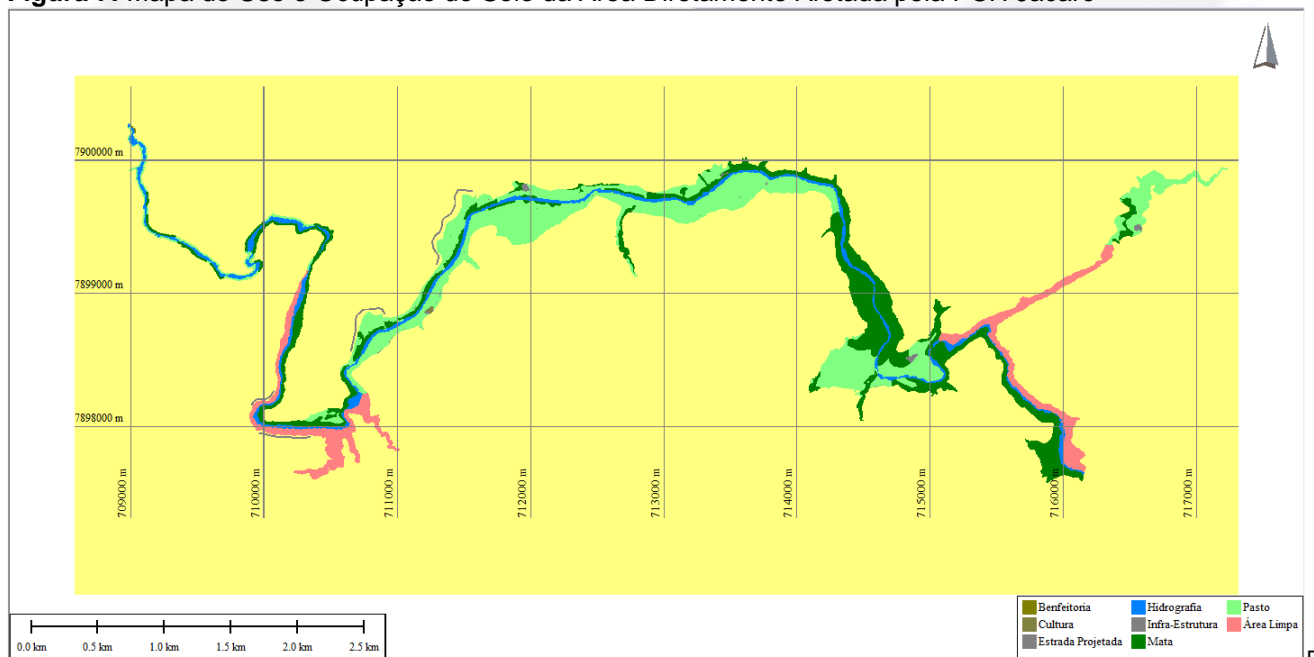 7900000 m
7899000 m
7898000 m
709000 m
710000 m
711000 m
712000 m
713000 m
714000 m
715000 m
716000 m
717000 m
0.0 km 0.5 km 1.0 km 1.5 km 2.0 km 2.5 km
Benfeitoria Hidrografia Pasto
Cultura Infra-Estrutura Área Limpa
Estrada Projetada Mata